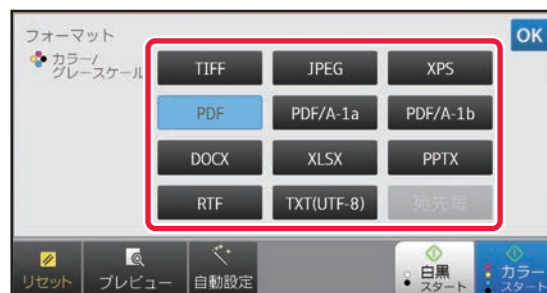 フォーマット
OK
カラー/
グレースケール
TIFF
JPEG
XPS
PDF
PDF/A-1a
PDF/A-1b
DOCX
XLSX
PPTX
RTF
TXT(UTF-8)
宛先毎
リセット
プレビュー
自動設定
白黒
スタート
カラー
スタート